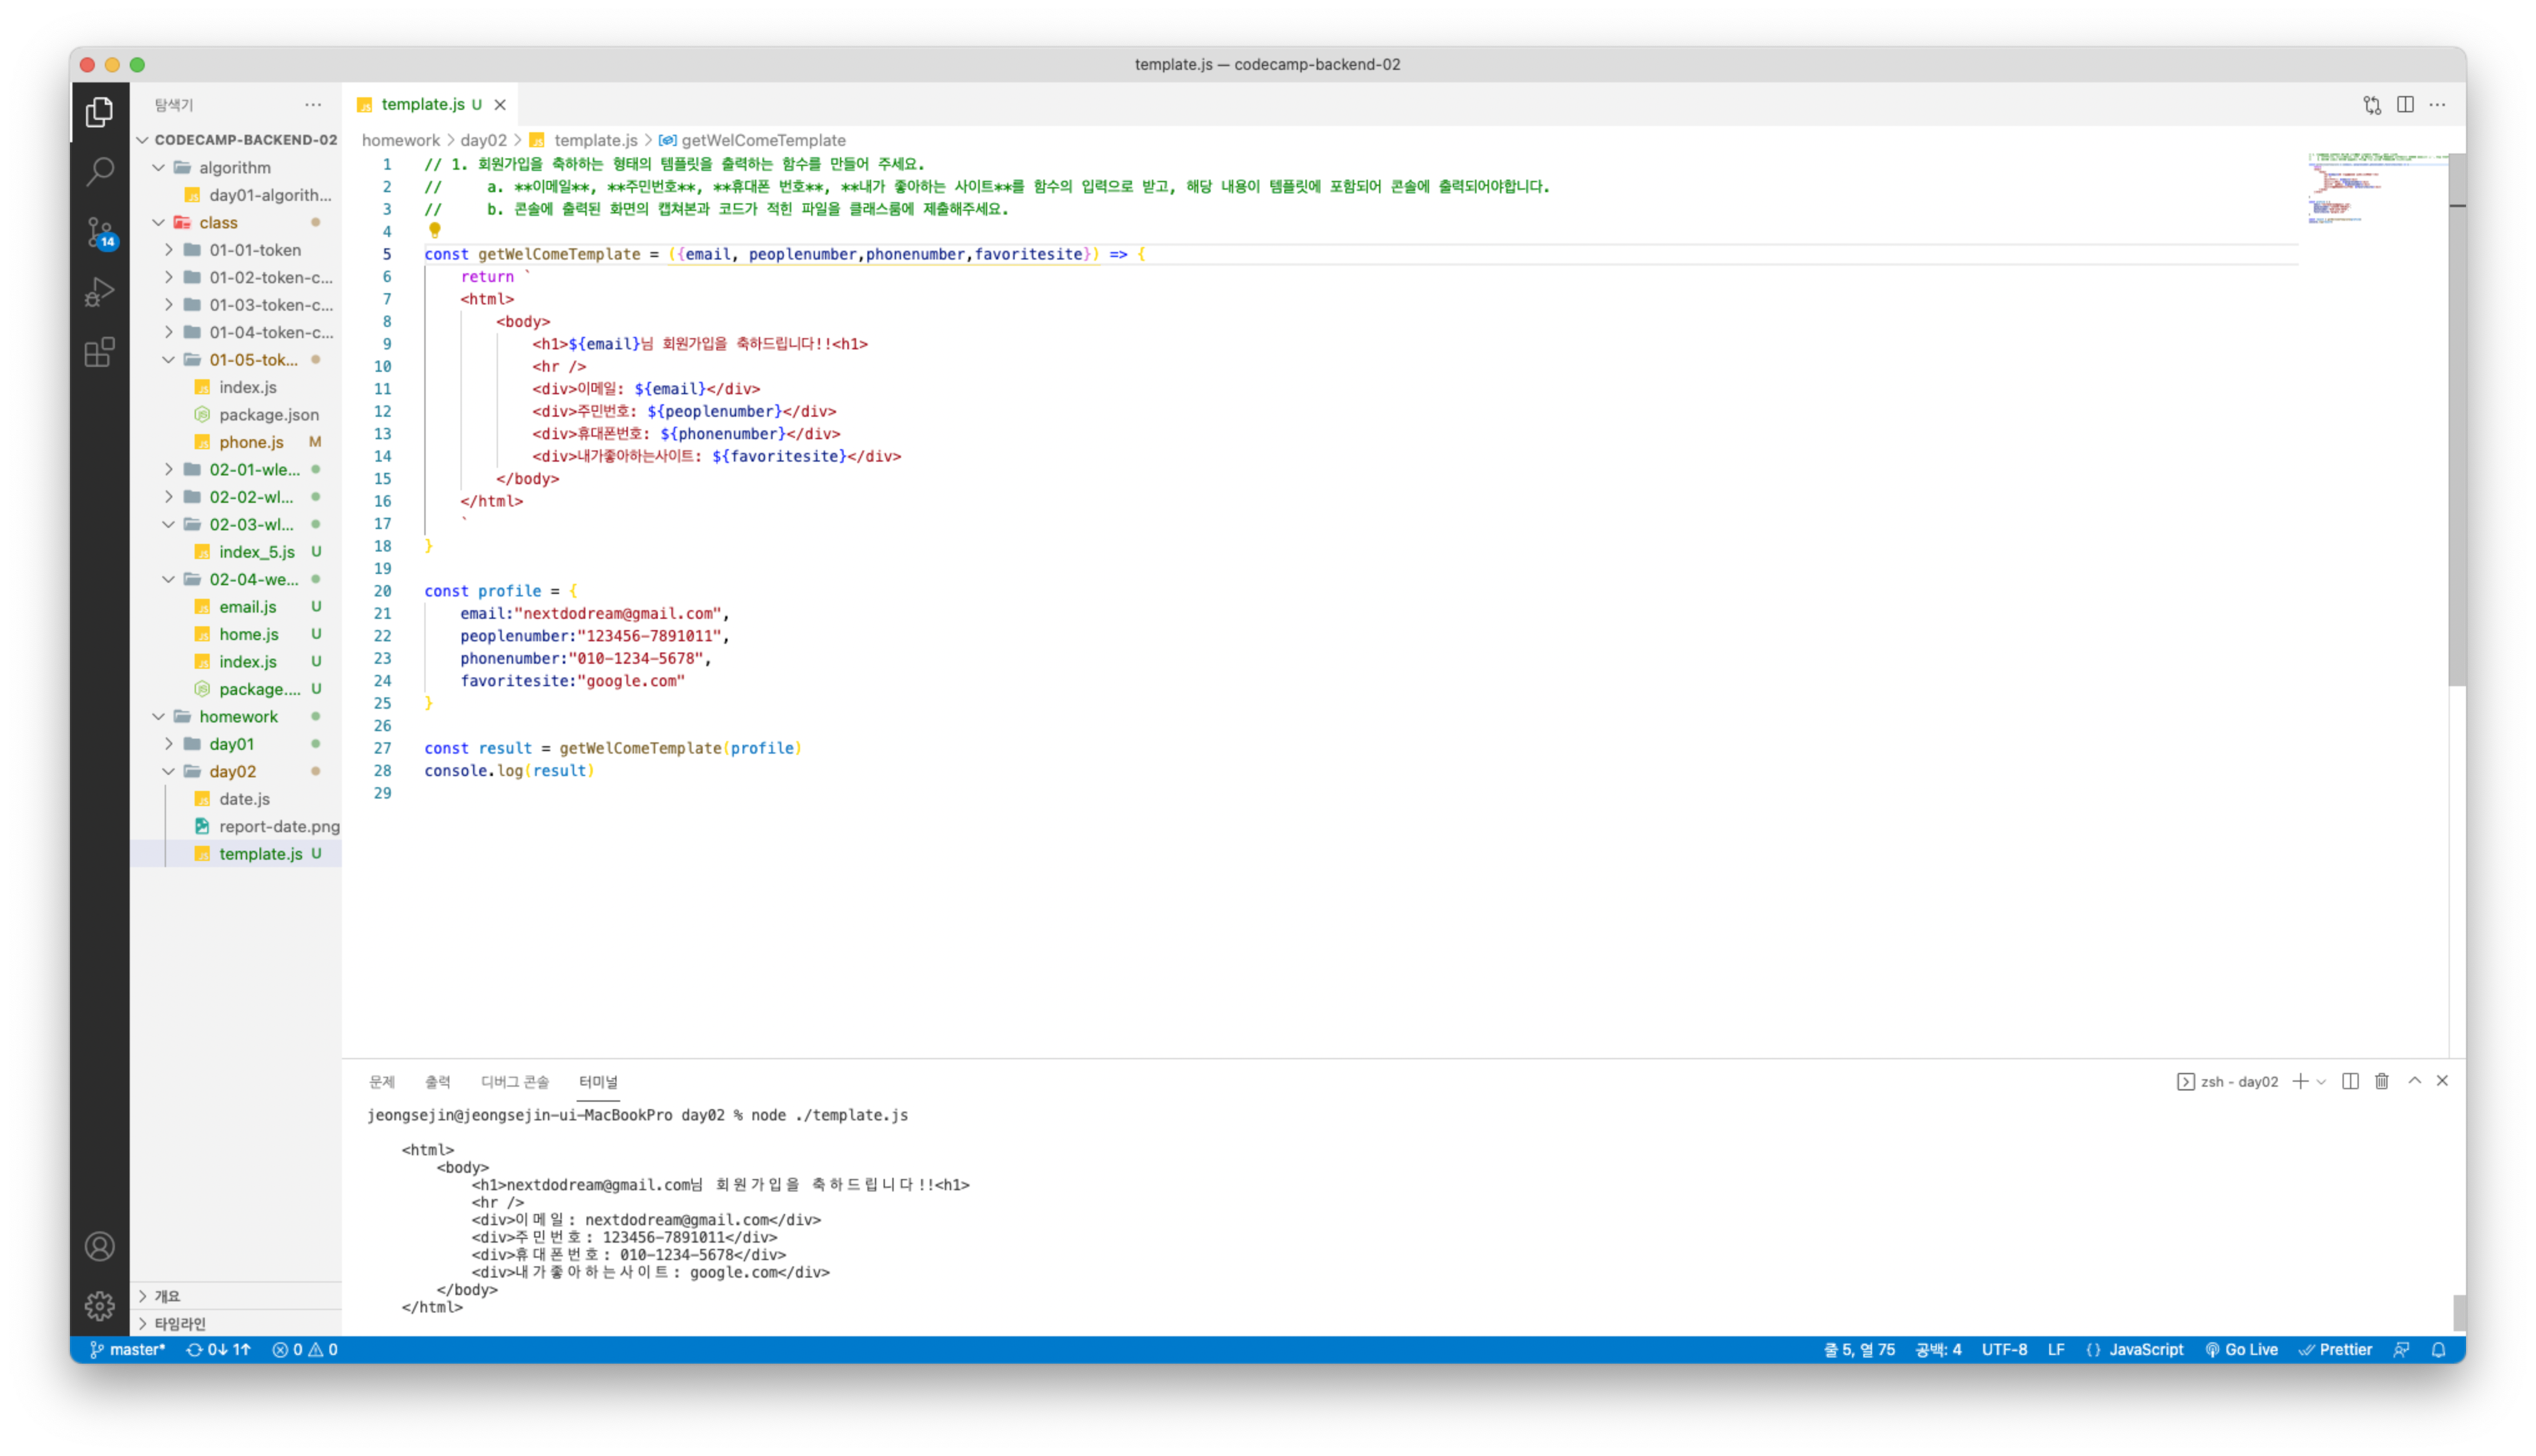 template.js — codecamp-backend-02
탐색기
CODECAMP-BACKEND-02
algorithm
day01-algorith...
class
01-01-token
01-02-token-c...
01-03-token-c...
01-04-token-c...
01-05-tok...
index.js
package.json
phone.js M
02-01-wle...
02-02-wl...
02-03-wl...
index_5.js U
02-04-we...
email.js U
home.js U
index.js U
package.... U
homework
day01
day02
date.js
report-date.png
template.js U
개요
타임라인
14
template.js U
homework > day02 > template.js > getWelComeTemplate
1 // 1. 회원가입을 축하하는 형태의 템플릿을 출력하는 함수를 만들어 주세요.
2 //     a. **이메일**, **주민번호**, **휴대폰 번호**, **내가 좋아하는 사이트**를 함수의 입력으로 받고, 해당 내용이 템플릿에 포함되어 콘솔에 출력되어야합니다.
3 //     b. 콘솔에 출력된 화면의 캡쳐본과 코드가 적힌 파일을 클래스룸에 제출해주세요.
4
5 const getWelComeTemplate = ({email, peoplenumber,phonenumber,favoritesite}) => {
6     return `
7     <html>
8         <body>
9             <h1>${email}님 회원가입을 축하드립니다!!<h1>
10             <hr />
11             <div>이메일: ${email}</div>
12             <div>주민번호: ${peoplenumber}</div>
13             <div>휴대폰번호: ${phonenumber}</div>
14             <div>내가좋아하는사이트: ${favoritesite}</div>
15         </body>
16     </html>
17     `
18 }
19
20 const profile = {
21     email:"nextdodream@gmail.com",
22     peoplenumber:"123456-7891011",
23     phonenumber:"010-1234-5678",
24     favoritesite:"google.com"
25 }
26
27 const result = getWelComeTemplate(profile)
28 console.log(result)
29
문제 출력 디버그 콘솔 터미널
zsh - day02
jeongsejin@jeongsejin-ui-MacBookPro day02 % node ./template.js
<html>
<body>
<h1>nextdodream@gmail.com님 회원가입을 축하드립니다!!<h1>
<hr />
<div>이메일: nextdodream@gmail.com</div>
<div>주민번호: 123456-7891011</div>
<div>휴대폰번호: 010-1234-5678</div>
<div>내가좋아하는사이트: google.com</div>
</body>
</html>
master* 0↓ 1↑ 0 0
줄 5, 열 75 공백: 4 UTF-8 LF {} JavaScript Go Live Prettier